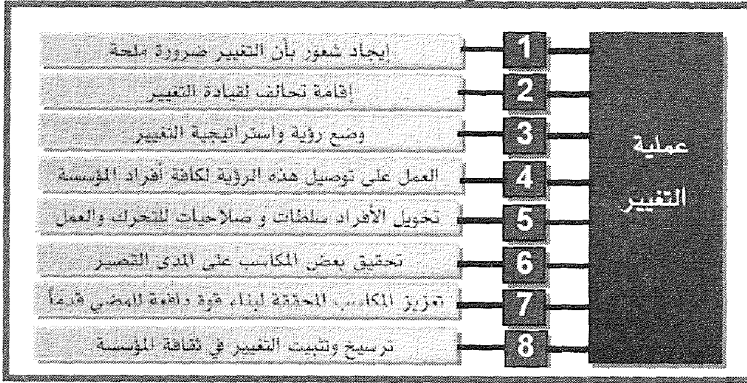 عملية
التغيير
1 إيجاد شعور بأن التغيير ضرورة ملحة
2 إقامة تحالف لقيادة التغيير
3 وضع رؤية واستراتيجية التغيير
4 العمل على توصيل هذه الرؤية لكافة أفراد المؤسسة
5 تخويل الأفراد سلطات و صلاحيات للتحرك والعمل
6 تحقيق بعض المكاسب على المدى القصير
7 تعزيز المكاسب المحققة لبناء قوة دافعة للمضي قدماً
8 ترسيخ وتثبيت التغيير في ثقافة المؤسسة